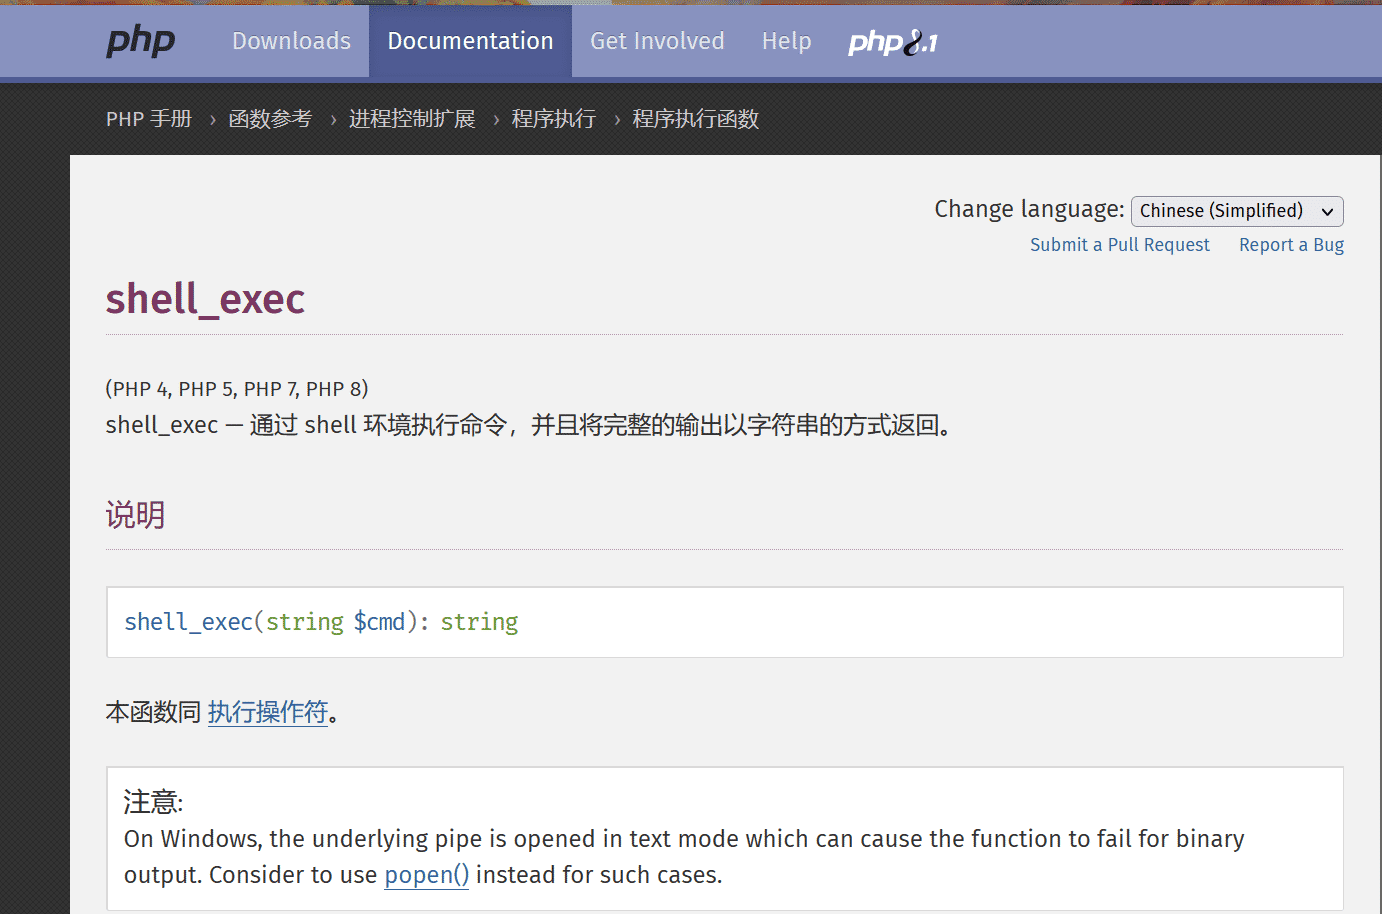 php Downloads Documentation Get Involved Help php8.1
PHP 手册 › 函数参考 › 进程控制扩展 › 程序执行 › 程序执行函数
Change language: Chinese (Simplified)
Submit a Pull Request Report a Bug
shell_exec
(PHP 4, PHP 5, PHP 7, PHP 8)
shell_exec — 通过 shell 环境执行命令，并且将完整的输出以字符串的方式返回。
说明
shell_exec(string $cmd): string
本函数同 执行操作符。
注意:
On Windows, the underlying pipe is opened in text mode which can cause the function to fail for binary
output. Consider to use popen() instead for such cases.